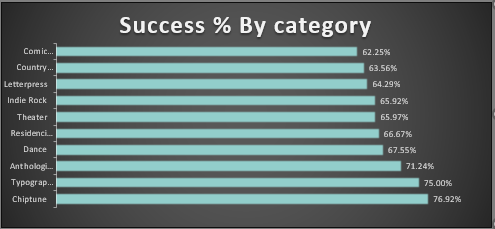 Success % By category
Comic... 62.25%
Country... 63.56%
Letterpress 64.29%
Indie Rock 65.92%
Theater 65.97%
Residenci... 66.67%
Dance 67.55%
Anthologi... 71.24%
Typograp... 75.00%
Chiptune 76.92%